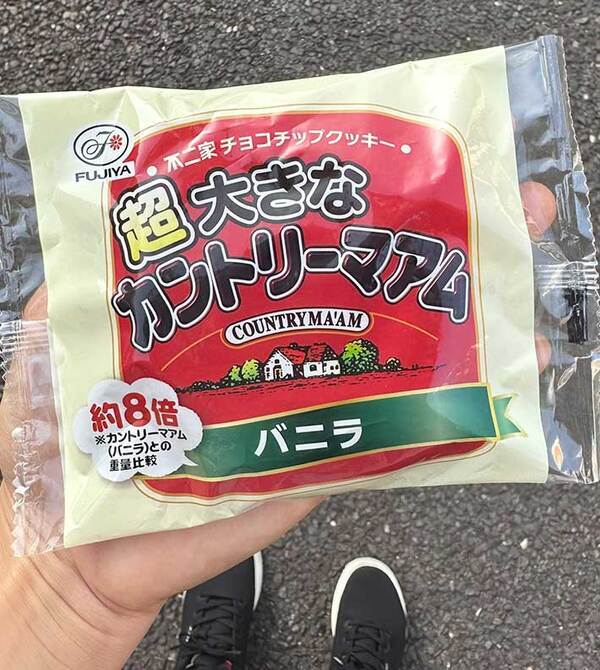 FUJIYA
・不二家 チョコチップクッキー・
超大きな
カントリーマアム
COUNTRYMA'AM
約8倍
※カントリーマアム
(バニラ)との
重量比較
バニラ